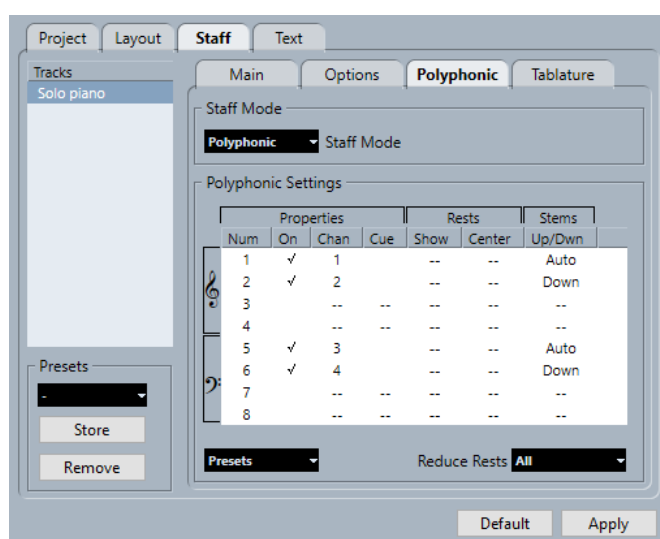 Project Layout Staff Text
Tracks
Solo piano
Main Options Polyphonic Tablature
Staff Mode
Polyphonic Staff Mode
Polyphonic Settings
Properties Rests Stems
Num On Chan Cue Show Center Up/Dwn
1 √ 1 -- -- Auto
2 √ 2 -- -- Down
3 -- -- -- -- --
4 -- -- -- -- --
5 √ 3 -- -- Auto
6 √ 4 -- -- Down
7 -- -- -- -- --
8 -- -- -- -- --
Presets Reduce Rests All
Presets
-
Store
Remove
Default Apply